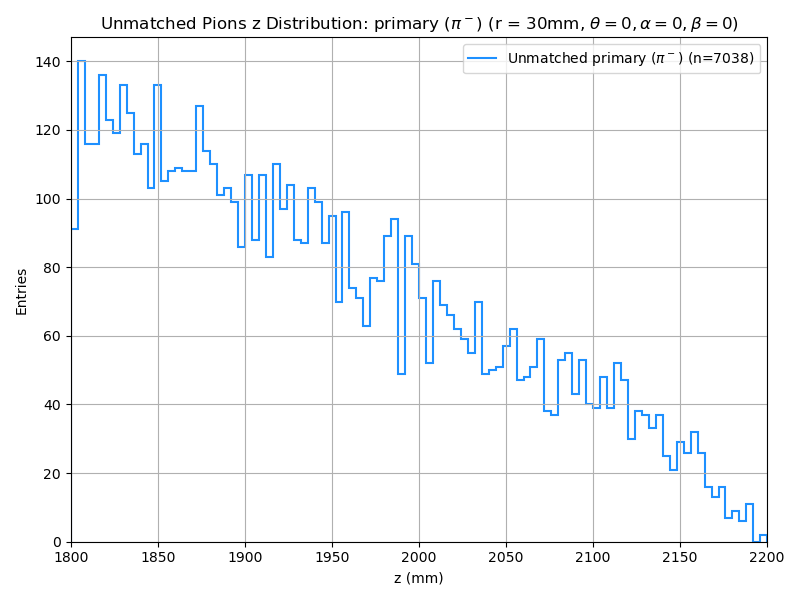 Unmatched Pions z Distribution: primary (π⁻) (r = 30mm, θ = 0, α = 0, β = 0)
Unmatched primary (π⁻) (n=7038)
Entries
140
120
100
80
60
40
20
0
1800 1850 1900 1950 2000 2050 2100 2150 2200
z (mm)